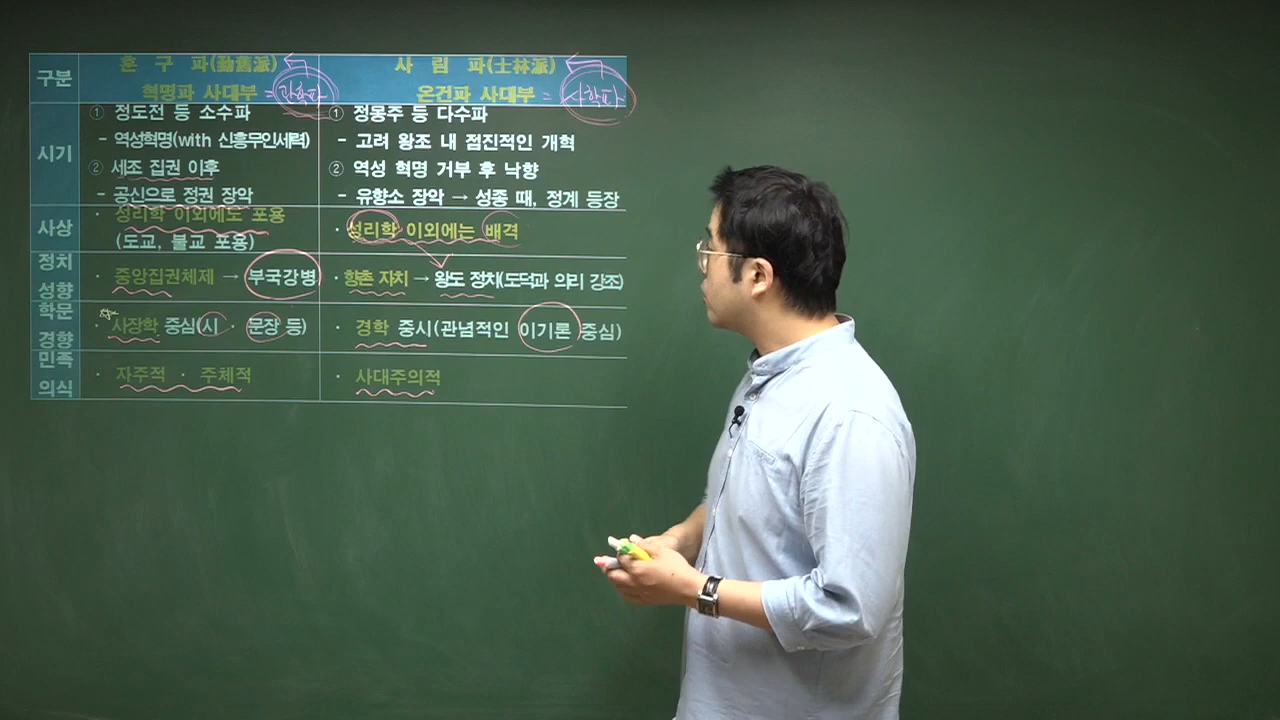 구분
훈 구 파(勳舊派)
혁명파 사대부 = 관학파
사 림 파(士林派)
온건파 사대부 = 사학파
시기
① 정도전 등 소수파
- 역성혁명(with 신흥무인세력)
② 세조 집권 이후
- 공신으로 정권 장악
① 정몽주 등 다수파
- 고려 왕조 내 점진적인 개혁
② 역성 혁명 거부 후 낙향
- 유향소 장악 → 성종 때, 정계 등장
사상
· 성리학 이외에도 포용
(도교, 불교 포용)
· 성리학 이외에는 배격
정치
성향
· 중앙집권체제 → 부국강병
· 향촌 자치 → 왕도 정치(도덕과 의리 강조)
학문
경향
· 사장학 중심(시 · 문장 등)
· 경학 중시(관념적인 이기론 중심)
민족
의식
· 자주적 · 주체적
· 사대주의적